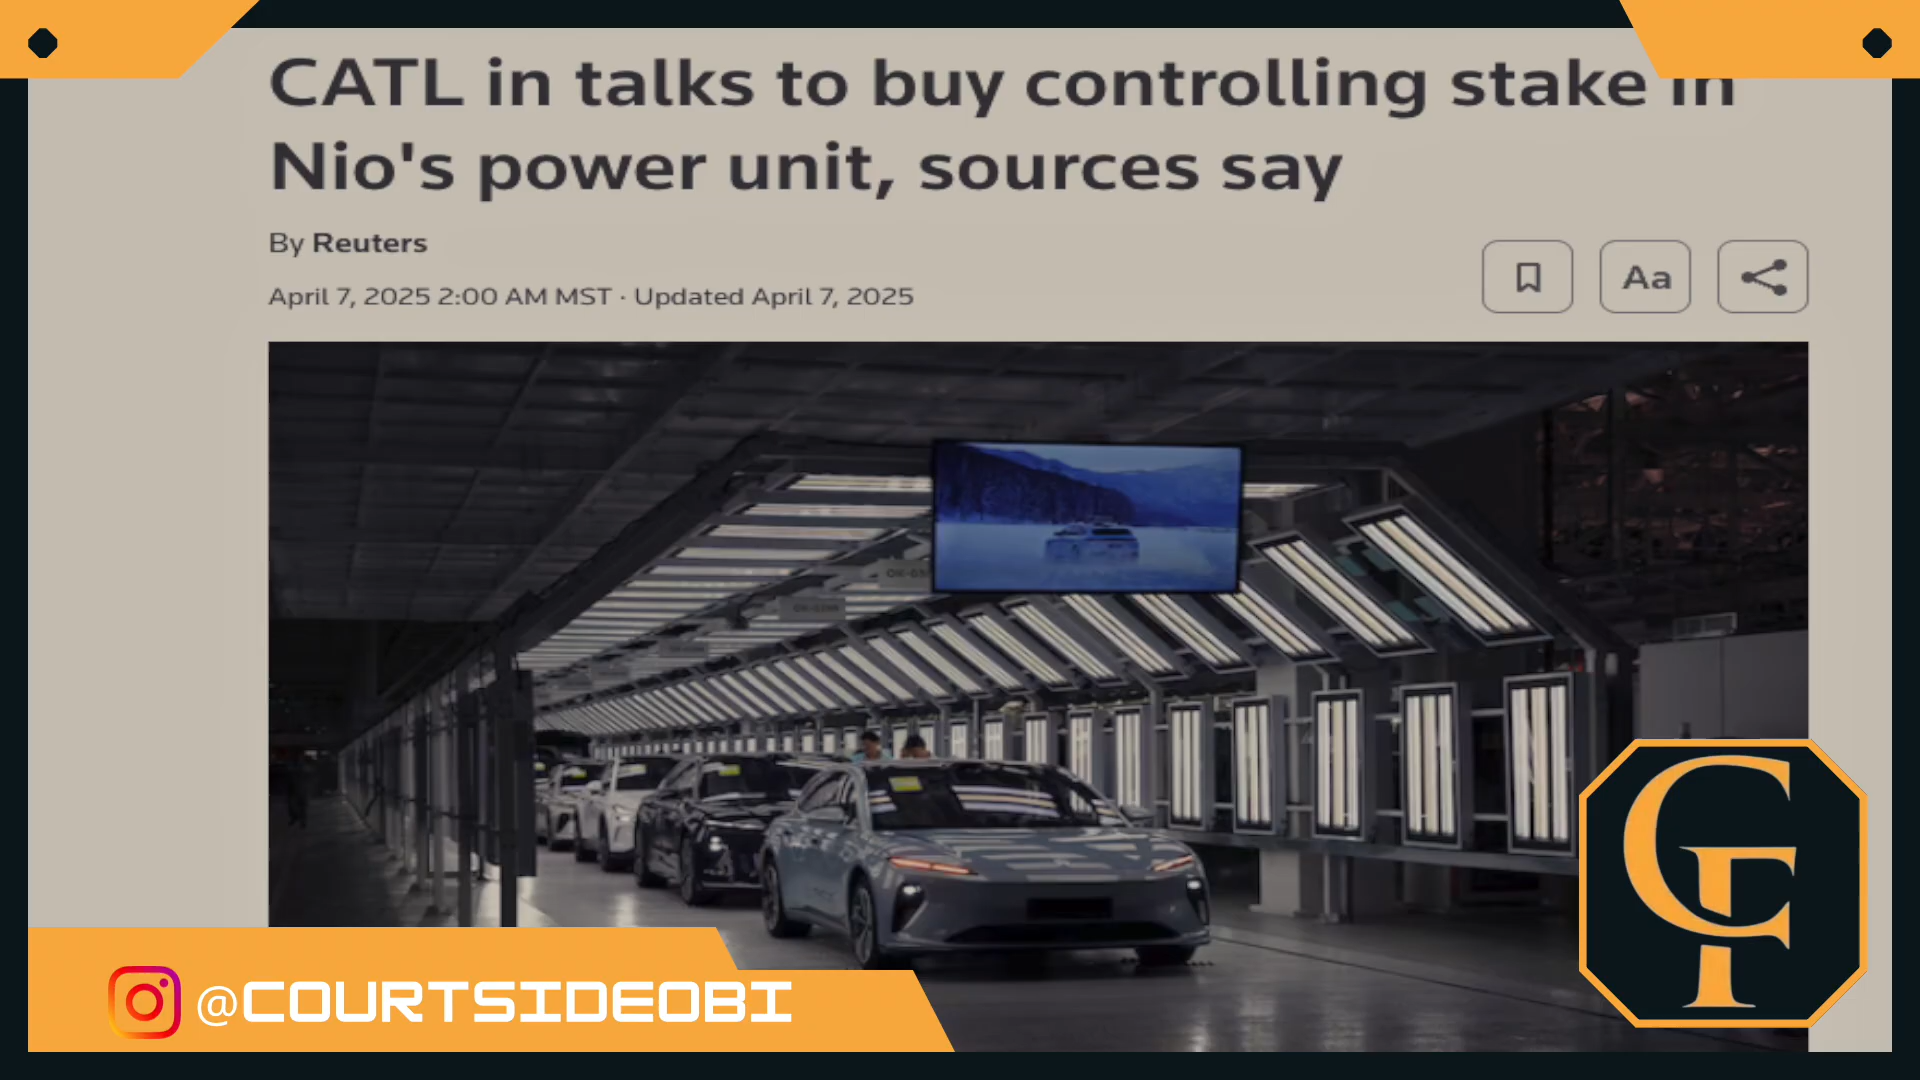 CATL in talks to buy controlling stake in
Nio's power unit, sources say
By Reuters
April 7, 2025 2:00 AM MST · Updated April 7, 2025
Aa
@COURTSIDEOBI